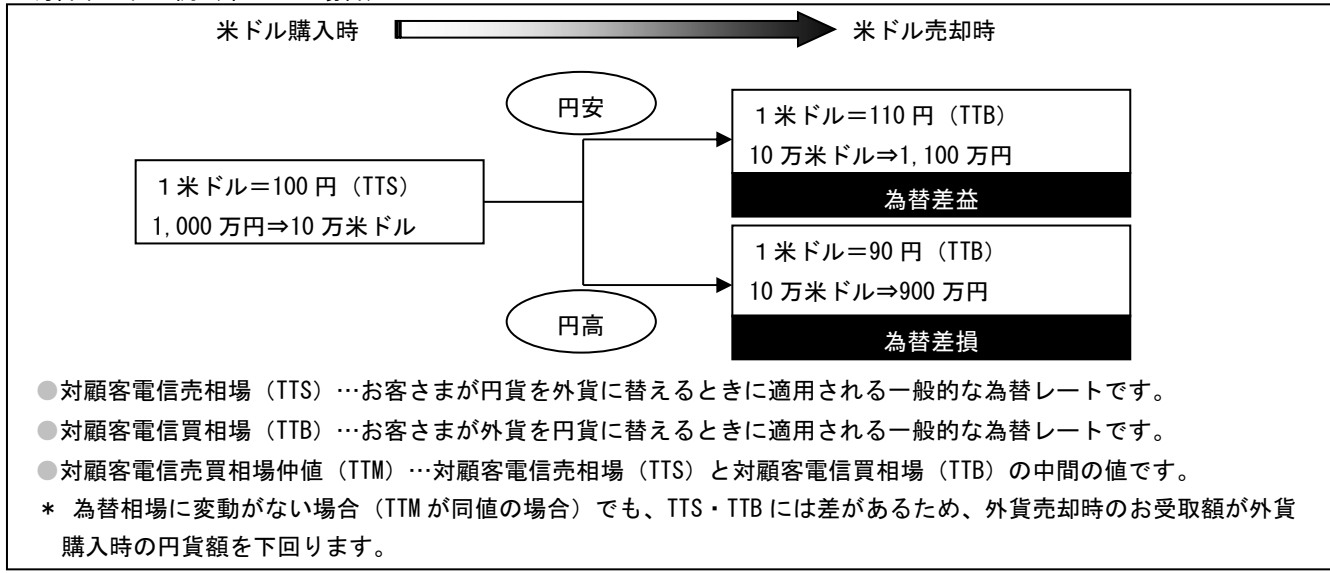 米ドル購入時 米ドル売却時
円安
1米ドル＝110円（TTB）
10万米ドル⇒1,100万円
為替差益
1米ドル＝100円（TTS）
1,000万円⇒10万米ドル
1米ドル＝90円（TTB）
10万米ドル⇒900万円
為替差損
円高
●対顧客電信売相場（TTS）…お客さまが円貨を外貨に替えるときに適用される一般的な為替レートです。
●対顧客電信買相場（TTB）…お客さまが外貨を円貨に替えるときに適用される一般的な為替レートです。
●対顧客電信売買相場仲値（TTM）…対顧客電信売相場（TTS）と対顧客電信買相場（TTB）の中間の値です。
* 為替相場に変動がない場合（TTMが同値の場合）でも、TTS・TTBには差があるため、外貨売却時のお受取額が外貨
購入時の円貨額を下回ります。